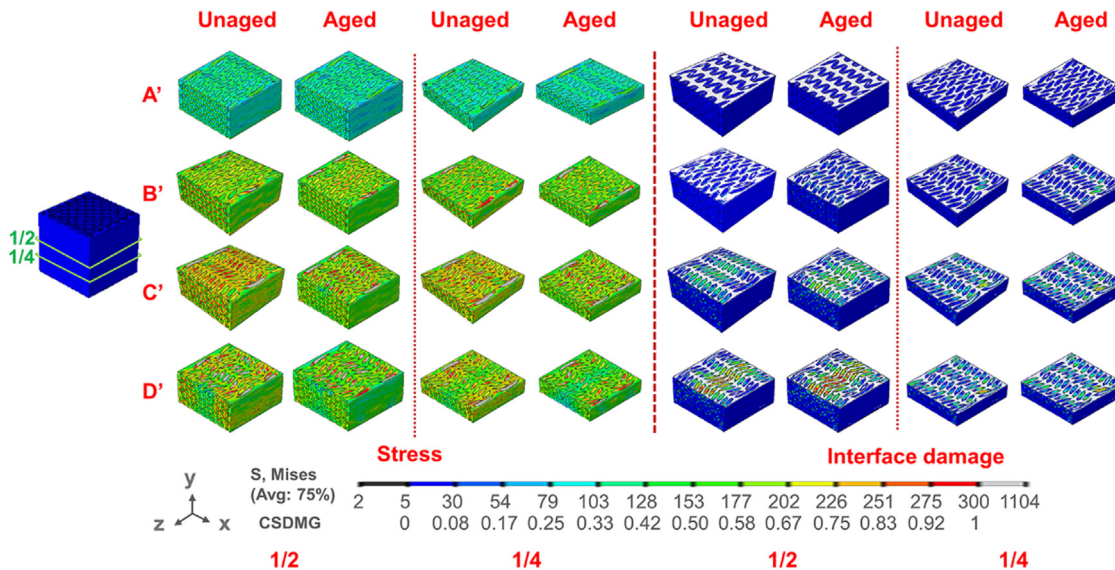 Unaged Aged Unaged Aged Unaged Aged Unaged Aged
A’
B’
1/2
1/4
C’
D’
Stress Interface damage
S, Mises
(Avg: 75%)
2 5 30 54 79 103 128 153 177 202 226 251 275 300 1104
CSDMG 0 0.08 0.17 0.25 0.33 0.42 0.50 0.58 0.67 0.75 0.83 0.92 1
y
z x
1/2 1/4 1/2 1/4